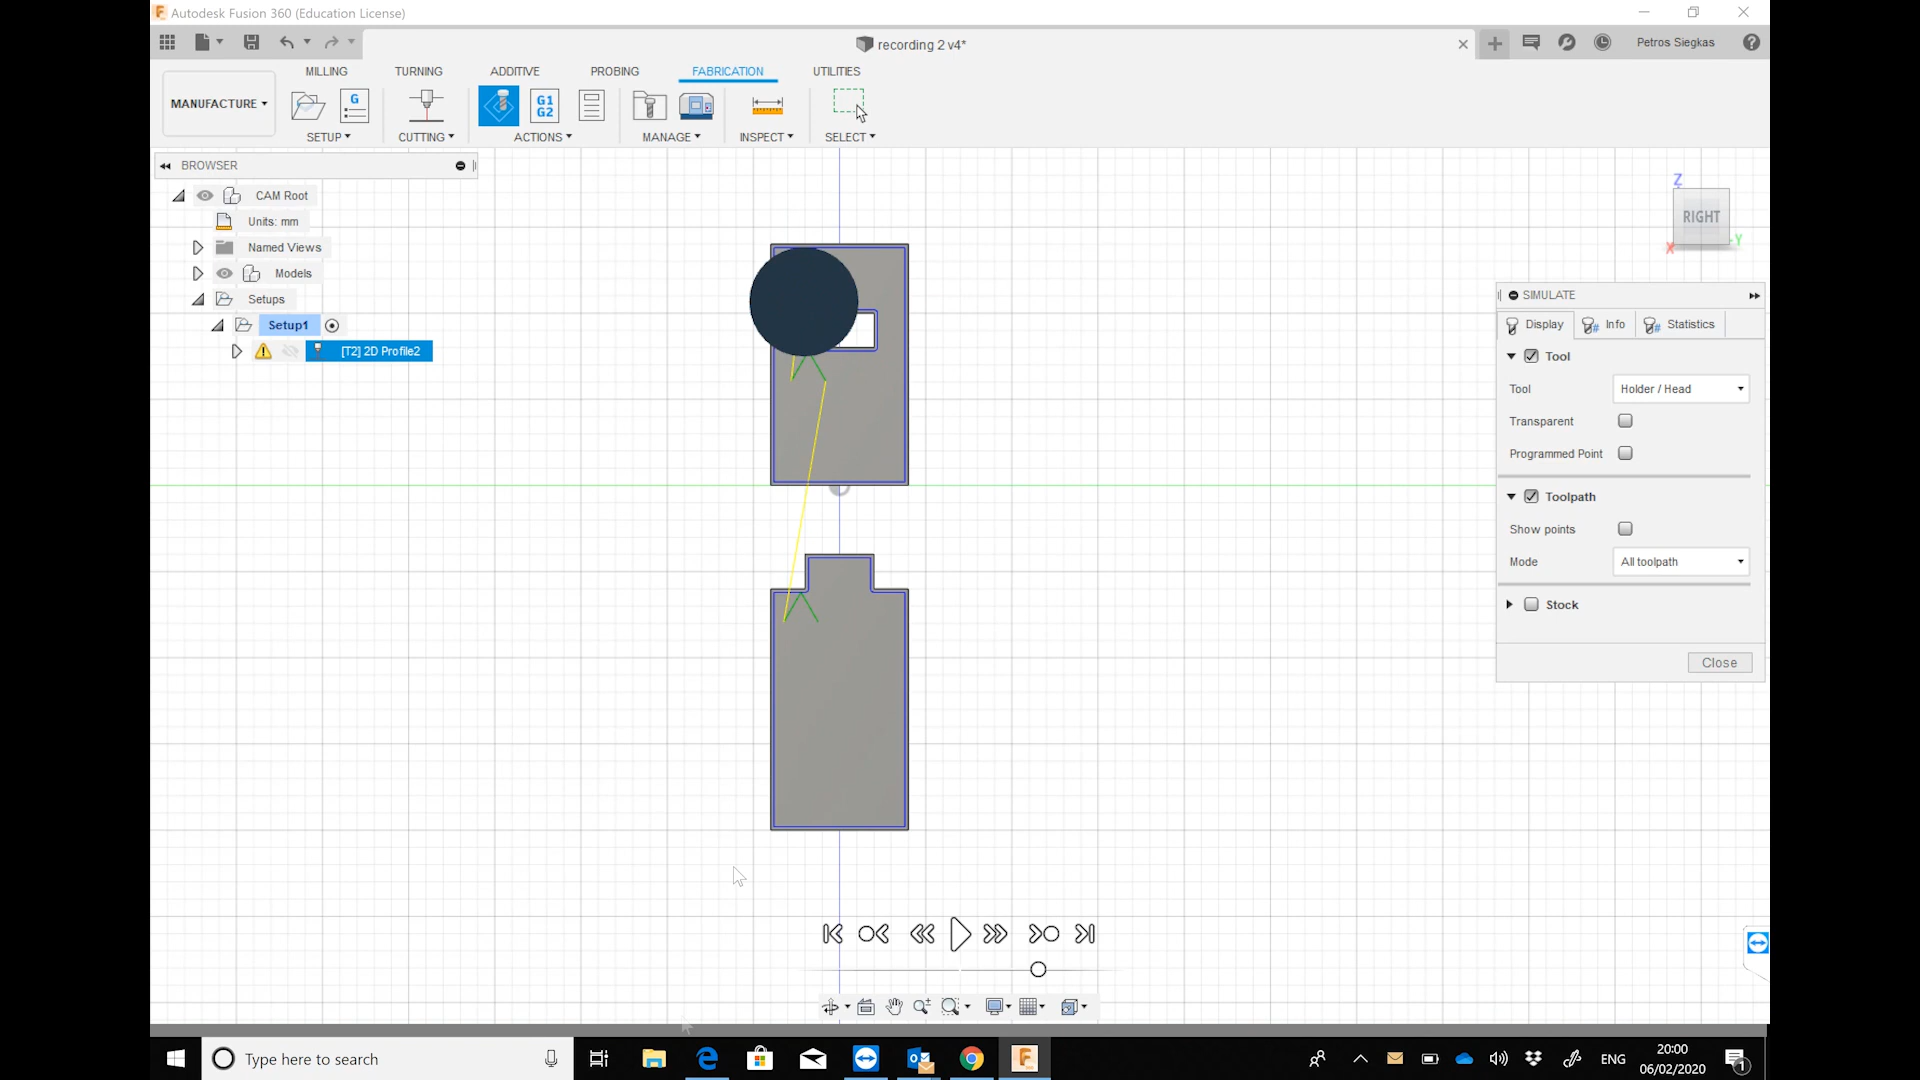 Autodesk Fusion 360 (Education License)
recording 2 v4*
Petros Siegkas
MILLING TURNING ADDITIVE PROBING FABRICATION UTILITIES
MANUFACTURE
G
G1
G2
SETUP CUTTING ACTIONS MANAGE INSPECT SELECT
BROWSER
CAM Root
Units: mm
Named Views
Models
Setups
Setup1
[T2] 2D Profile2
Z
RIGHT
X
Y
SIMULATE
Display Info Statistics
Tool
Tool Holder / Head
Transparent
Programmed Point
Toolpath
Show points
Mode All toolpath
Stock
Close
Type here to search
ENG
20:00
06/02/2020
1